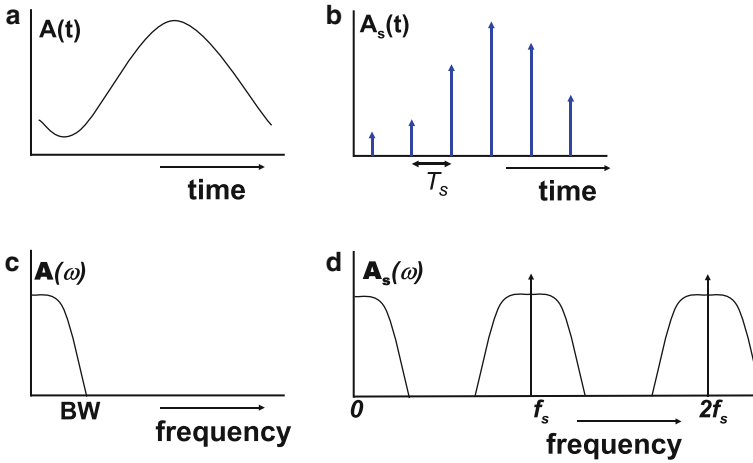 a
A(t)
time
b
Aₛ(t)
Tₛ
time
c
A(ω)
BW
frequency
d
Aₛ(ω)
0
fₛ
2fₛ
frequency